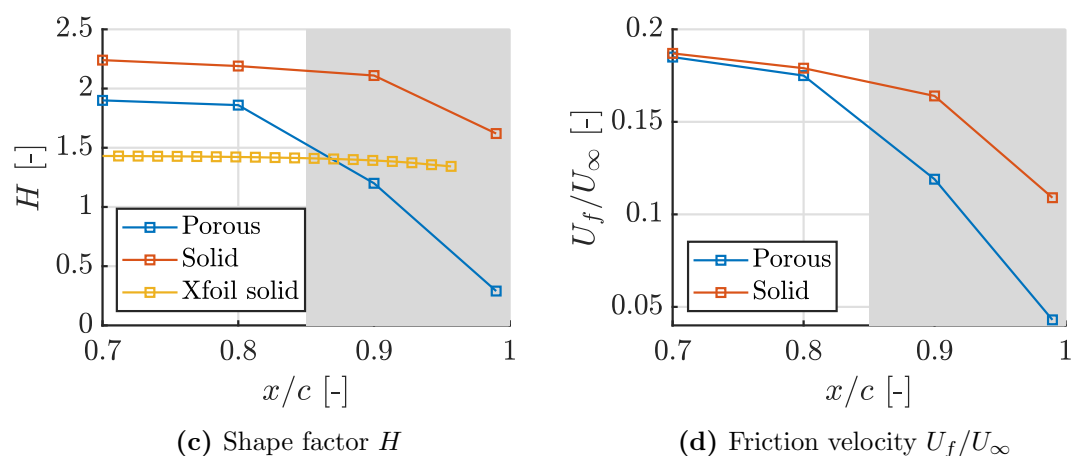 2.5
2
1.5
1
0.5
0
H [-]
Porous
Solid
Xfoil solid
0.7
0.8
0.9
1
x/c [-]
(c) Shape factor H
0.2
0.15
0.1
0.05
U_f/U_∞ [-]
Porous
Solid
0.7
0.8
0.9
1
x/c [-]
(d) Friction velocity U_f/U_∞